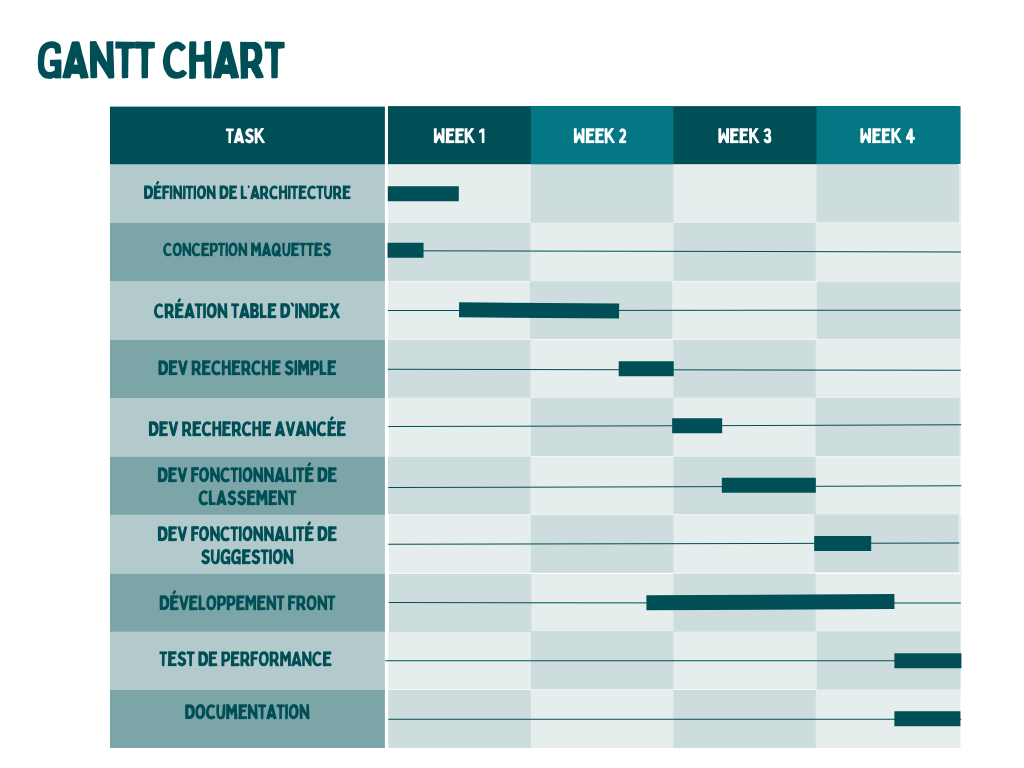 GANTT CHART
TASK
WEEK 1
WEEK 2
WEEK 3
WEEK 4
DÉFINITION DE L'ARCHITECTURE
CONCEPTION MAQUETTES
CRÉATION TABLE D'INDEX
DEV RECHERCHE SIMPLE
DEV RECHERCHE AVANCÉE
DEV FONCTIONNALITÉ DE
CLASSEMENT
DEV FONCTIONNALITÉ DE
SUGGESTION
DÉVELOPPEMENT FRONT
TEST DE PERFORMANCE
DOCUMENTATION